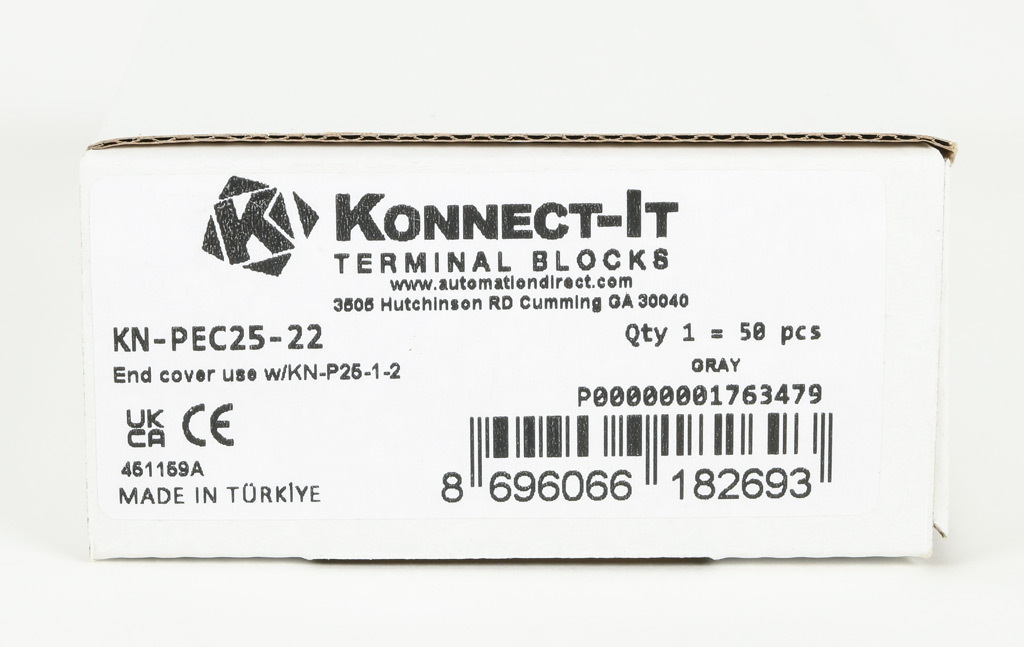 K KONNECT-IT
TERMINAL BLOCKS
www.automationdirect.com
3505 Hutchinson RD Cumming GA 30040
KN-PEC25-22
Qty 1 = 50 pcs
End cover use w/KN-P25-1-2
GRAY
P00000001763479
UK
CA CE
451159A
MADE IN TÜRKİYE
8 696066 182693